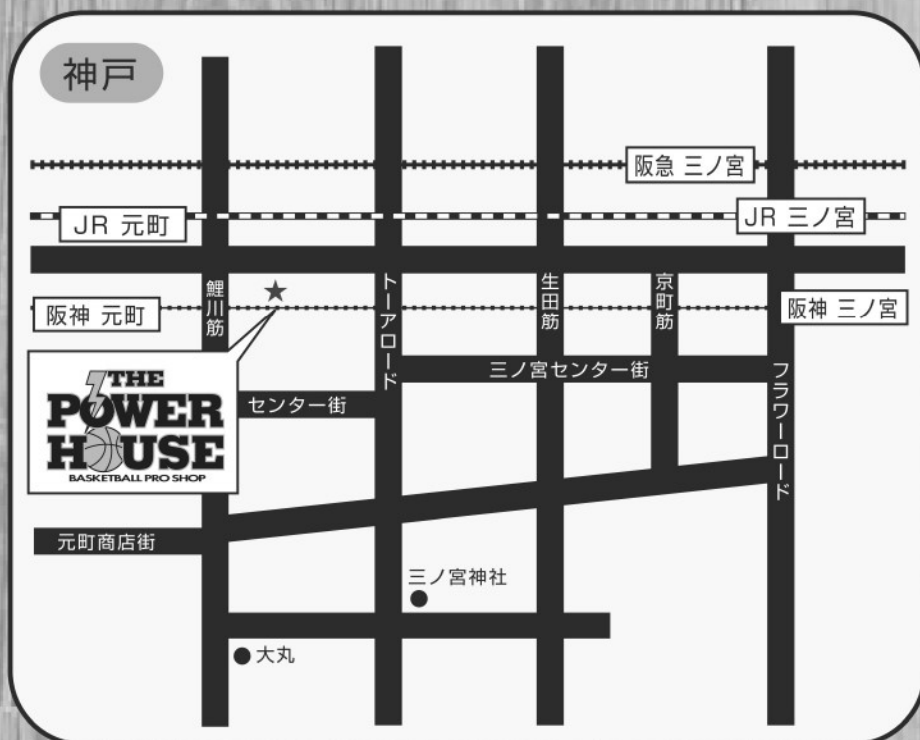 神戸
阪急 三ノ宮
JR 元町
JR 三ノ宮
鯉川筋
トーアロード
生田筋
京町筋
阪神 元町
阪神 三ノ宮
三ノ宮センター街
フラワーロード
THE
POWER
HOUSE
BASKETBALL PRO SHOP
センター街
元町商店街
三ノ宮神社
大丸